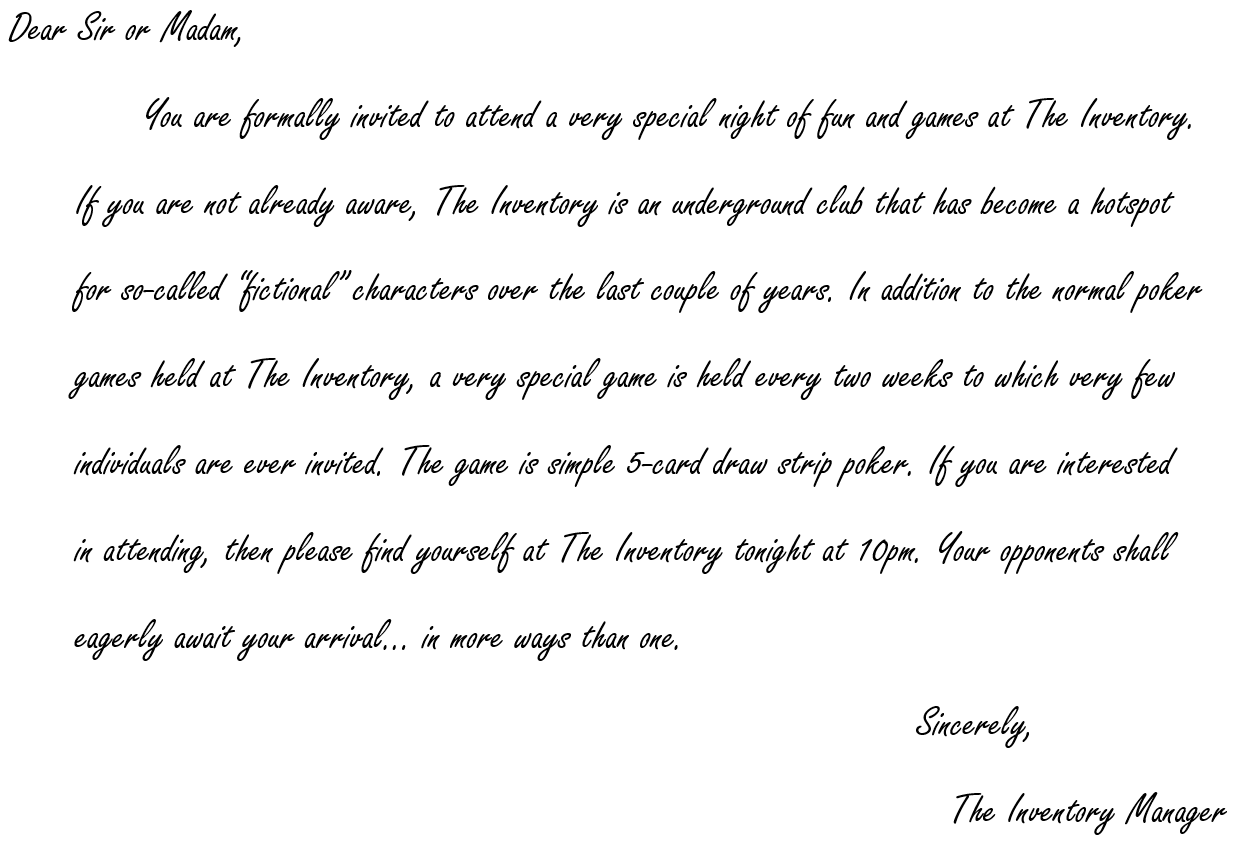 Dear Sir or Madam,
You are formally invited to attend a very special night of fun and games at The Inventory.
If you are not already aware, The Inventory is an underground club that has become a hotspot
for so-called “fictional” characters over the last couple of years. In addition to the normal poker
games held at The Inventory, a very special game is held every two weeks to which very few
individuals are ever invited. The game is simple 5-card draw strip poker. If you are interested
in attending, then please find yourself at The Inventory tonight at 10pm. Your opponents shall
eagerly await your arrival... in more ways than one.
Sincerely,
The Inventory Manager